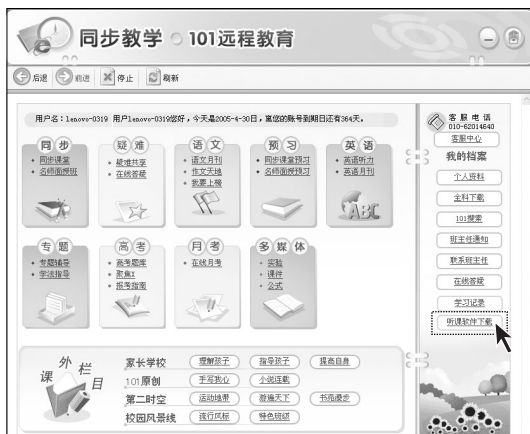 同步教学 101远程教育
后退 前进 停止 刷新
用户名：lenovo-0319 用户lenovo-0319您好，今天是2005-4-30日，离您的账号到期日还有364天。
同步
同步课堂
名师面授班
疑难
疑难共享
在线答疑
语文
语文月刊
作文天地
我要上榜
预习
同步课堂预习
名师面授预习
英语
英语听力
英语月刊
ABC
专题
专题辅导
学法指导
高考
高考题库
聚焦X
报考指南
月考
在线月考
多媒体
实验
课件
公式
课外栏目
家长学校 理解孩子 指导孩子 提高自身
101原创 手写我心 小说连载
第二时空 活动地带 游遍天下 书苑漫步
校园风景线 流行风标 特色班级
客服电话
010-62014640
客服中心
我的档案
个人资料
全科下载
101搜索
班主任通知
联系班主任
在线答疑
学习记录
听课软件下载